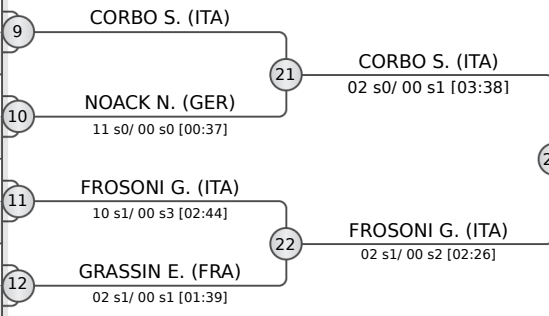 9
CORBO S. (ITA)
21
CORBO S. (ITA)
02 s0/ 00 s1 [03:38]
10
NOACK N. (GER)
11 s0/ 00 s0 [00:37]
11
FROSONI G. (ITA)
10 s1/ 00 s3 [02:44]
22
FROSONI G. (ITA)
02 s1/ 00 s2 [02:26]
12
GRASSIN E. (FRA)
02 s1/ 00 s1 [01:39]